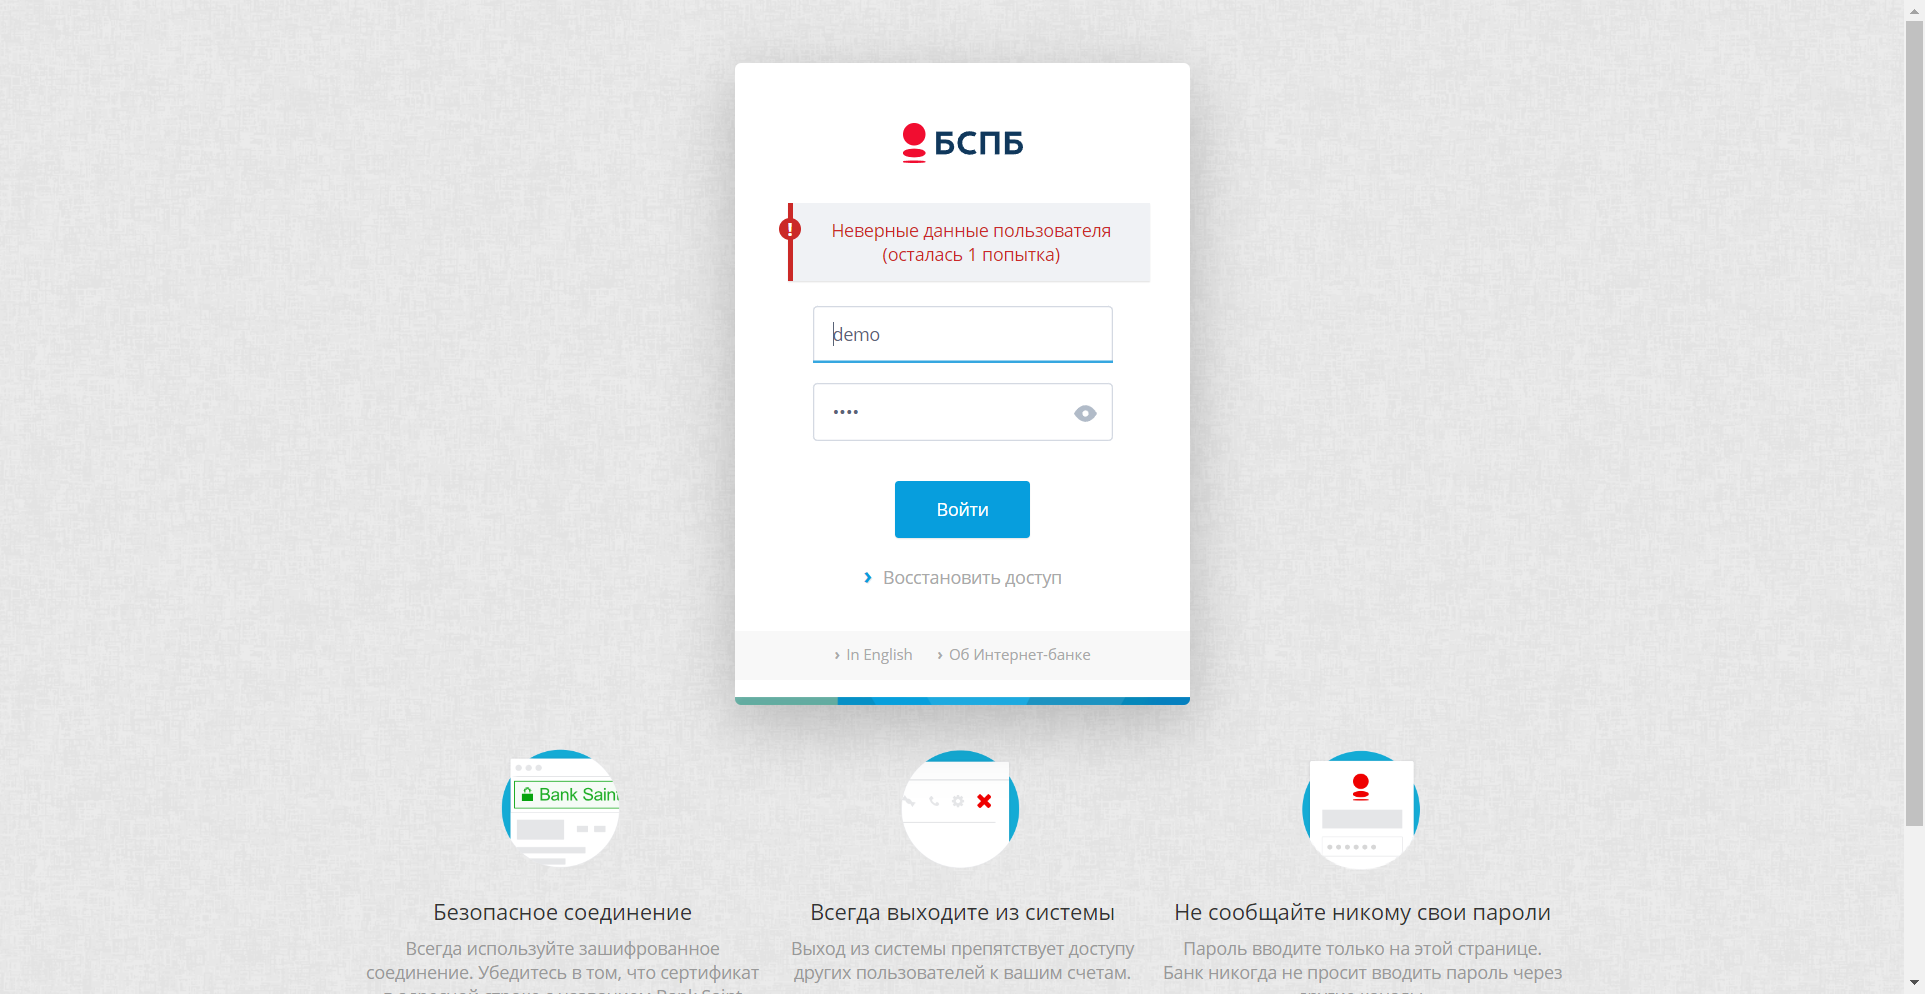 БСПБ
Неверные данные пользователя
(осталась 1 попытка)
demo
Войти
Восстановить доступ
In English
Об Интернет-банке
Bank Sain
Безопасное соединение
Всегда используйте зашифрованное
соединение. Убедитесь в том, что сертификат
Всегда выходите из системы
Выход из системы препятствует доступу
других пользователей к вашим счетам.
Не сообщайте никому свои пароли
Пароль вводите только на этой странице.
Банк никогда не просит вводить пароль через